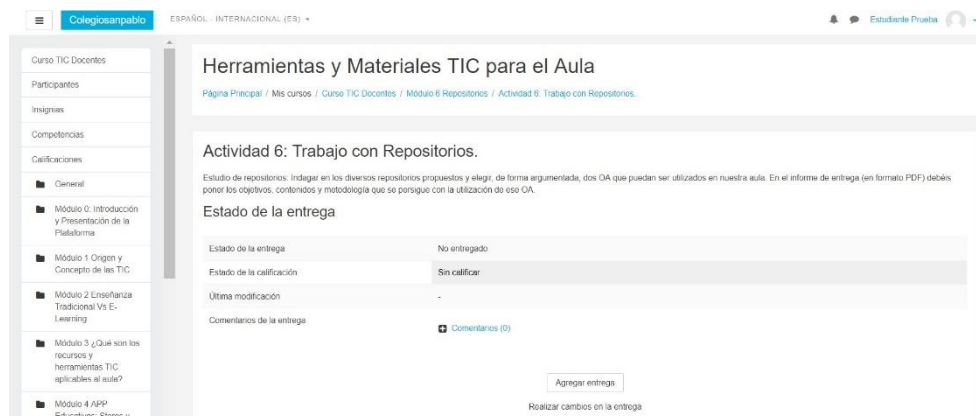 Colegiosanpablo
ESPAÑOL - INTERNACIONAL (ES)
Estudiante Prueba
Curso TIC Docentes
Participantes
Insignias
Competencias
Calificaciones
General
Módulo 0: Introducción
y Presentación de la
Plataforma
Módulo 1 Origen y
Concepto de las TIC
Módulo 2 Enseñanza
Tradicional Vs E-
Learning
Módulo 3 ¿Qué son los
recursos y
herramientas TIC
aplicables al aula?
Módulo 4 APP
Educativos: Stores y
Herramientas y Materiales TIC para el Aula
Página Principal / Mis cursos / Curso TIC Docentes / Módulo 6 Repositorios / Actividad 6: Trabajo con Repositorios.
Actividad 6: Trabajo con Repositorios.
Estudio de repositorios: Indagar en los diversos repositorios propuestos y elegir, de forma argumentada, dos OA que puedan ser utilizados en nuestra aula. En el informe de entrega (en formato PDF) debéis
poner los objetivos, contenidos y metodología que se persigue con la utilización de ese OA.
Estado de la entrega
Estado de la entrega No entregado
Estado de la calificación Sin calificar
Última modificación -
Comentarios de la entrega Comentarios (0)
Agregar entrega
Realizar cambios en la entrega